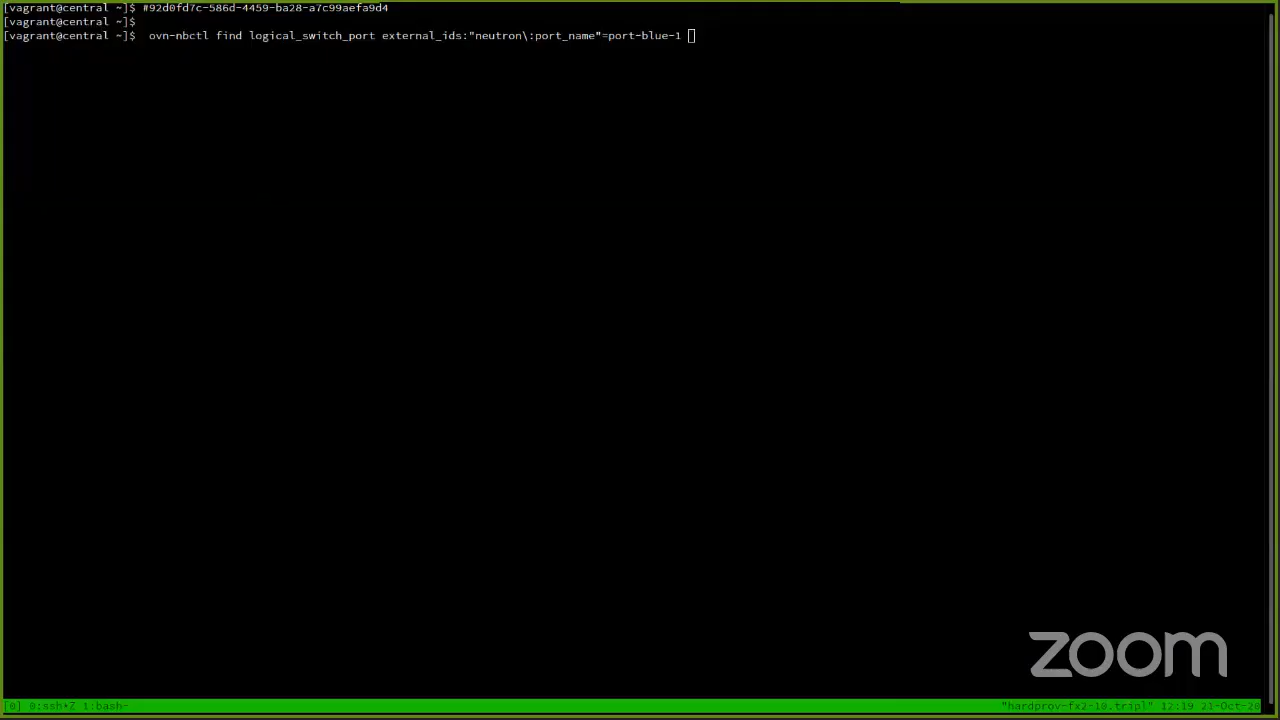 [vagrant@central ~]$ #92d0fd7c-586d-4459-ba28-a7c99aefa9d4
[vagrant@central ~]$
[vagrant@central ~]$  ovn-nbctl find logical_switch_port external_ids:"neutron\:port_name"=port-blue-1
zoom
[0] 0:ssh*Z 1:bash- "hardprov-fx2-10.tripl" 12:19 21-Oct-20